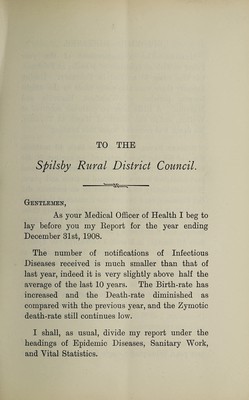 TO THE
Spilsby Rural District Council.
GENTLEMEN,
As your Medical Officer of Health I beg to
lay before you my Report for the year ending
December 31st, 1908.
The number of notifications of Infectious
Diseases received is much smaller than that of
last year, indeed it is very slightly above half the
average of the last 10 years. The Birth-rate has
increased and the Death-rate diminished as
compared with the previous year, and the Zymotic
death-rate still continues low.
I shall, as usual, divide my report under the
headings of Epidemic Diseases, Sanitary Work,
and Vital Statistics.